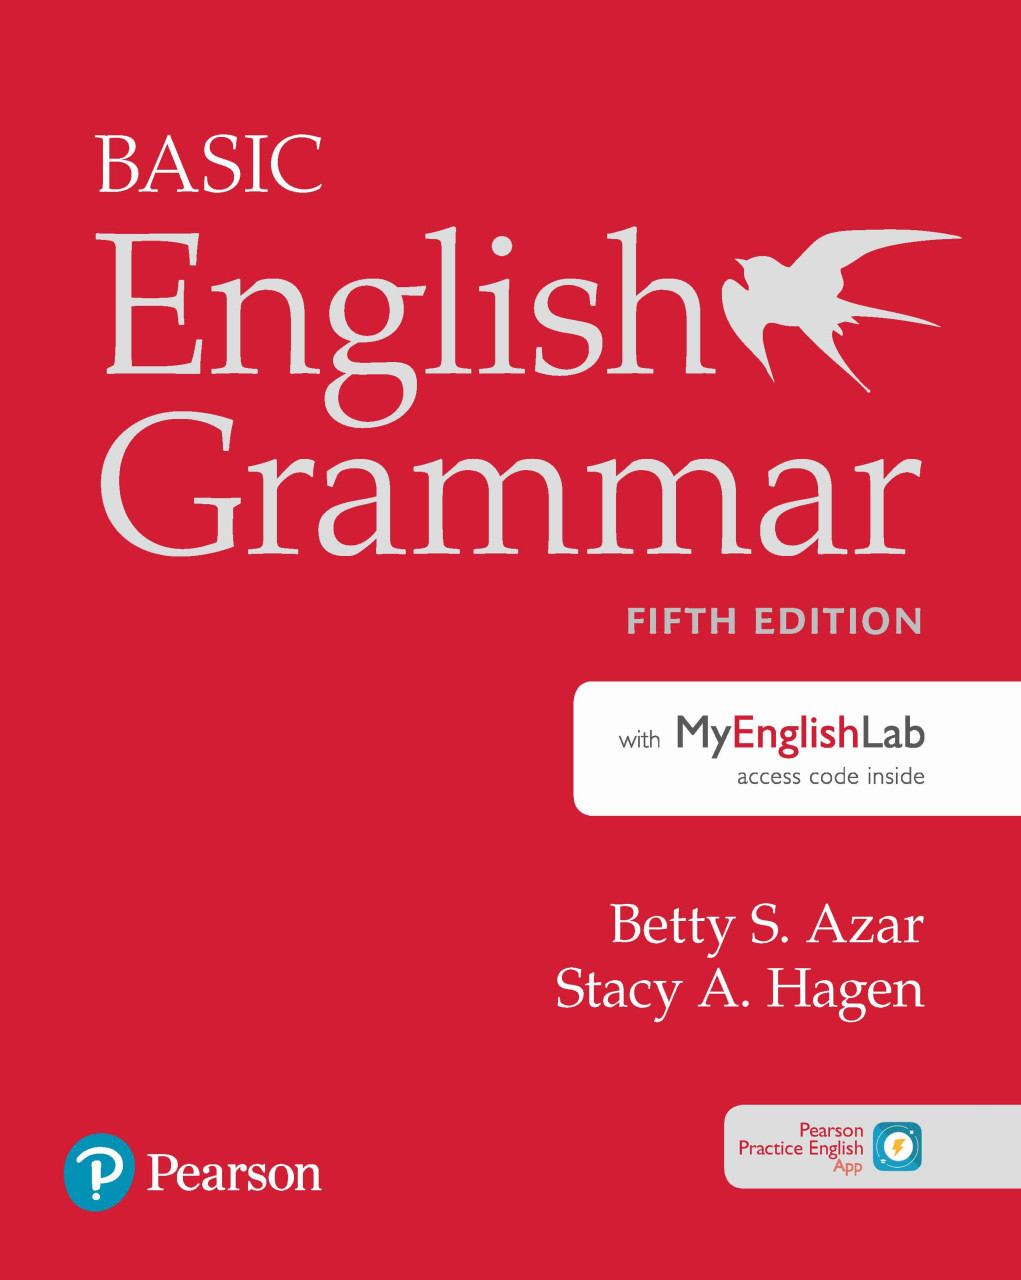 BASIC
English
Grammar
FIFTH EDITION
with MyEnglishLab
access code inside
Betty S. Azar
Stacy A. Hagen
Pearson
Practice English
App
Pearson